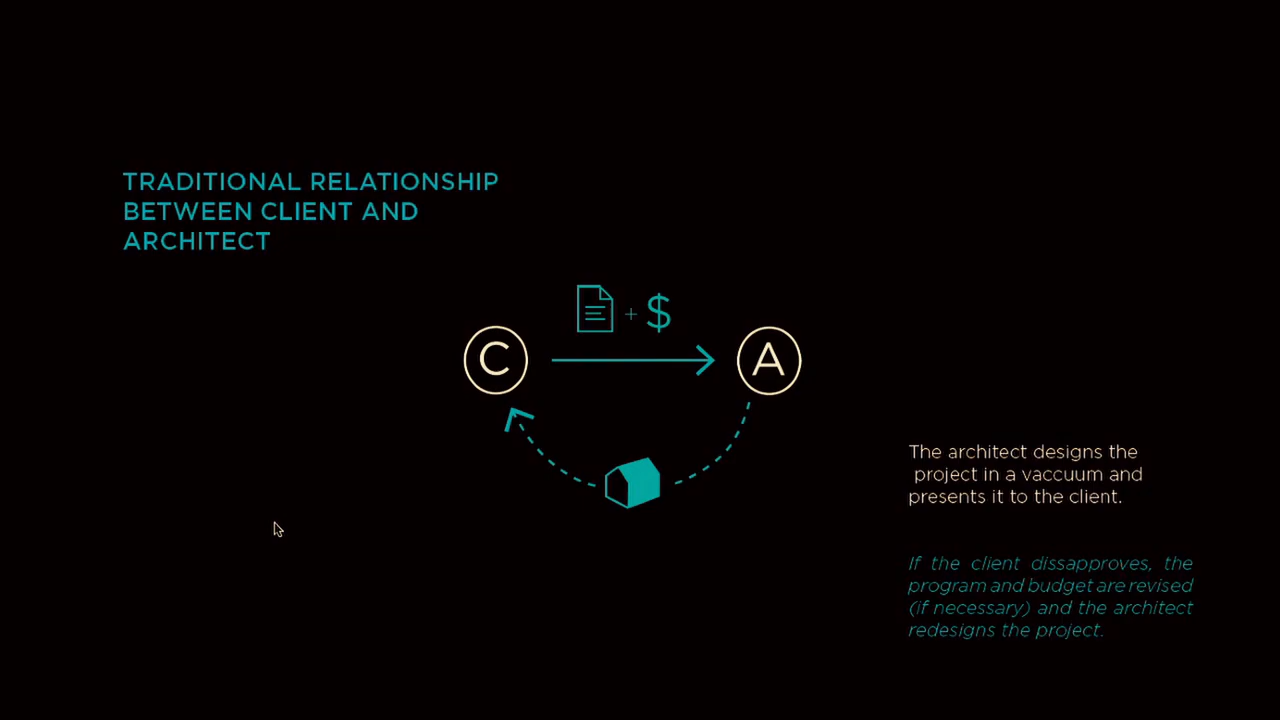 TRADITIONAL RELATIONSHIP
BETWEEN CLIENT AND
ARCHITECT
+ $
C
A
The architect designs the
project in a vaccuum and
presents it to the client.
If the client dissapproves, the
program and budget are revised
(if necessary) and the architect
redesigns the project.